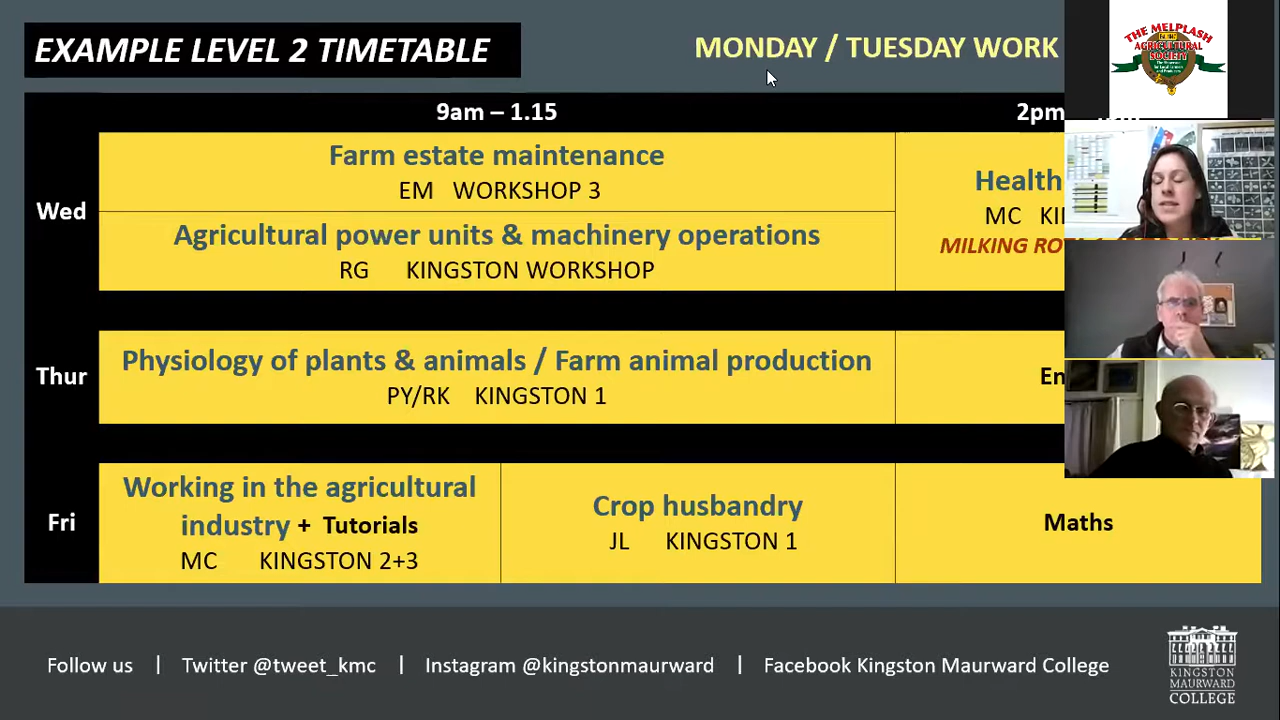 EXAMPLE LEVEL 2 TIMETABLE
MONDAY / TUESDAY WORK
THE MELPLASH
AGRICULTURAL
SOCIETY
9am – 1.15
2pm
Wed
Farm estate maintenance
EM WORKSHOP 3
Agricultural power units & machinery operations
RG KINGSTON WORKSHOP
Health
MC
MILKING
Thur
Physiology of plants & animals / Farm animal production
PY/RK KINGSTON 1
Fri
Working in the agricultural
industry + Tutorials
MC KINGSTON 2+3
Crop husbandry
JL KINGSTON 1
Maths
Follow us | Twitter @tweet_kmc | Instagram @kingstonmaurward | Facebook Kingston Maurward College
KINGSTON
MAURWARD
COLLEGE